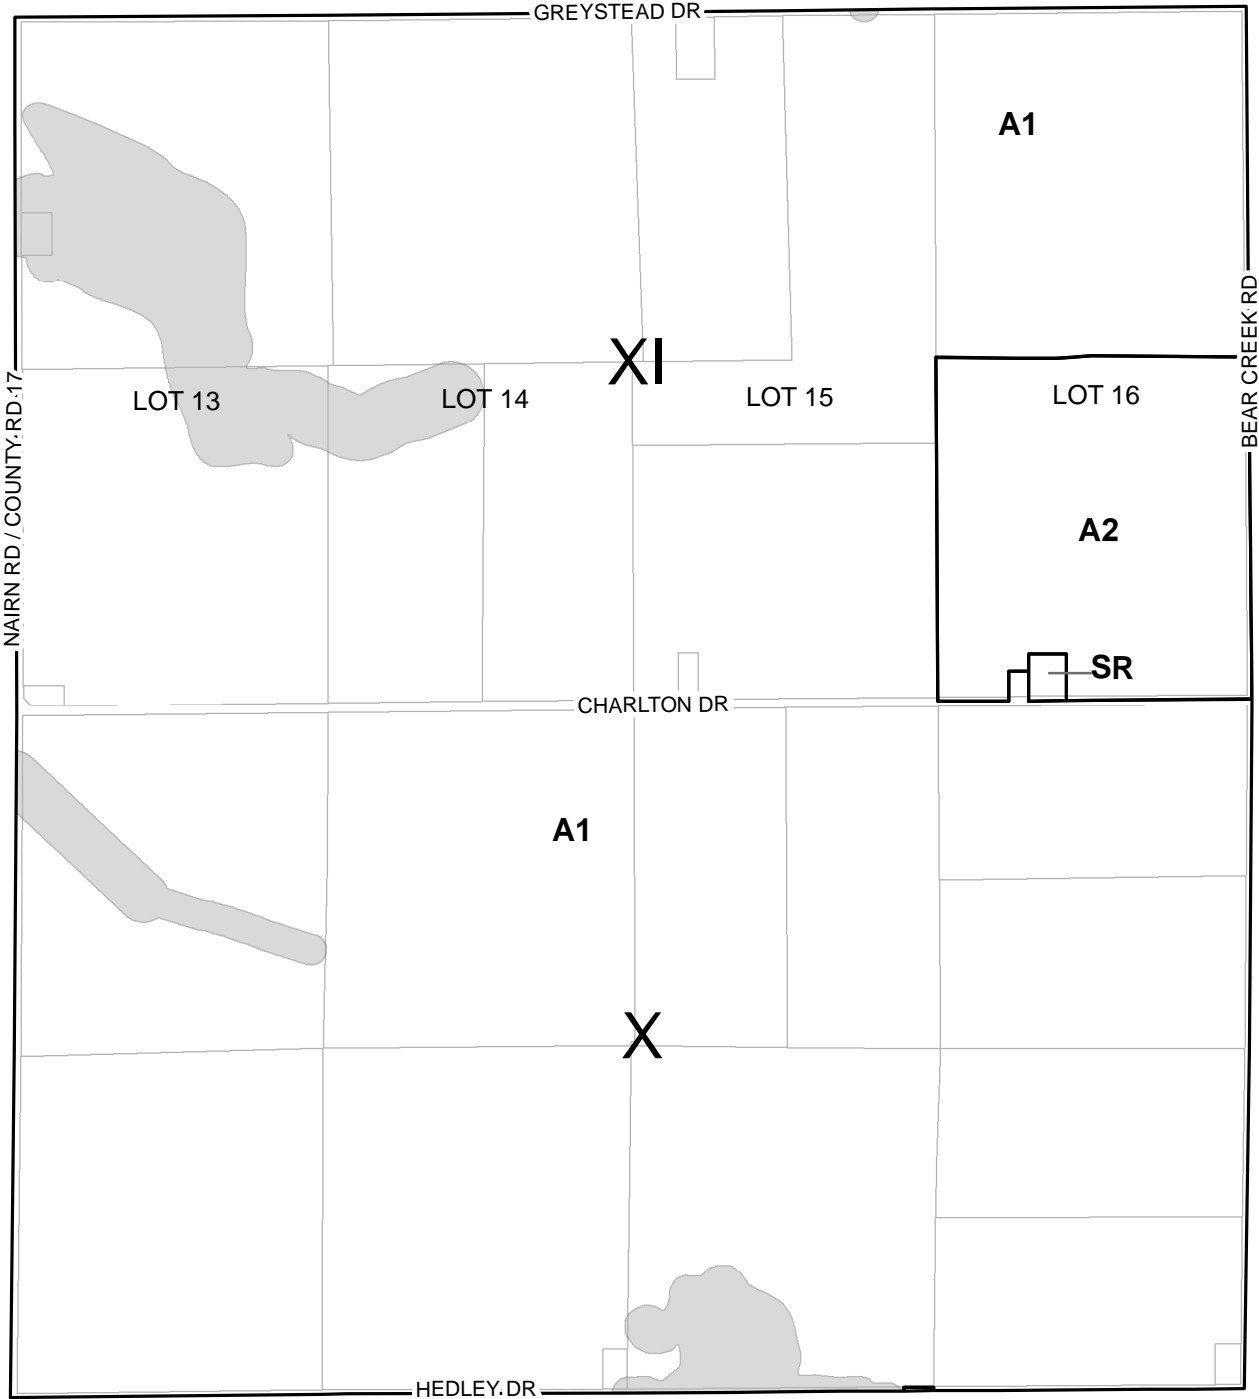 GREYSTEAD DR
A1
BEAR CREEK RD
XI
NAIRN RD / COUNTY RD 17
LOT 13
LOT 14
LOT 15
LOT 16
A2
SR
CHARLTON DR
A1
X
HEDLEY DR